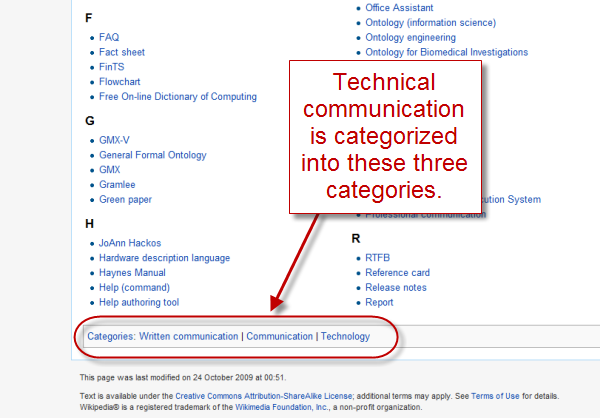 F
FAQ
Fact sheet
FinTS
Flowchart
Free On-line Dictionary of Computing
G
GMX-V
General Formal Ontology
GMX
Gramlee
Green paper
H
JoAnn Hackos
Hardware description language
Haynes Manual
Help (command)
Help authoring tool
Office Assistant
Ontology (information science)
Ontology engineering
Ontology for Biomedical Investigations
Technical
communication
is categorized
into these three
categories.
System
Professional communication
R
RTFB
Reference card
Release notes
Report
Categories: Written communication | Communication | Technology
This page was last modified on 24 October 2009 at 00:51.
Text is available under the Creative Commons Attribution-ShareAlike License; additional terms may apply. See Terms of Use for details.
Wikipedia® is a registered trademark of the Wikimedia Foundation, Inc., a non-profit organization.